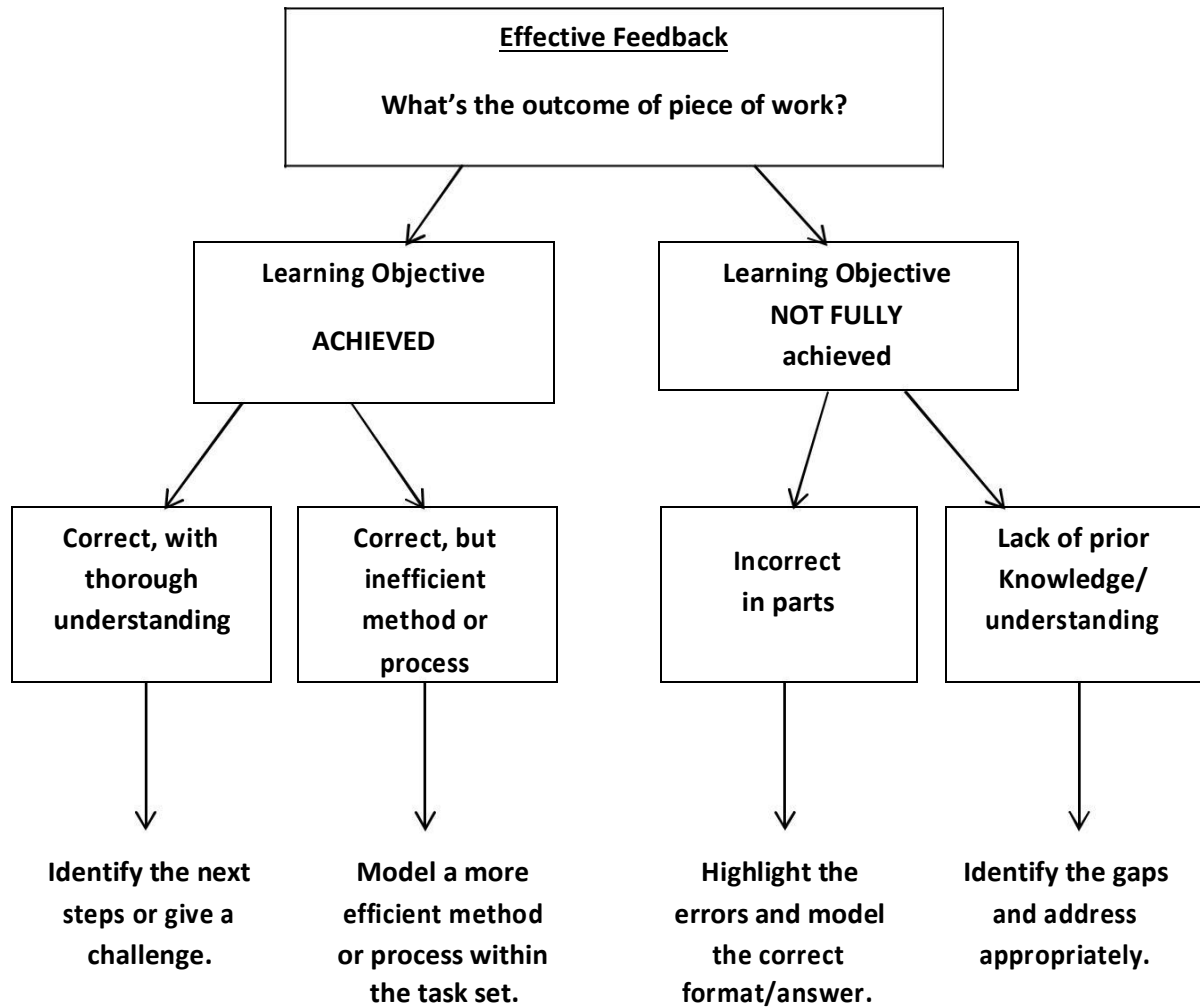 Effective Feedback
What's the outcome of piece of work?
Learning Objective
ACHIEVED
Learning Objective
NOT FULLY
achieved
Correct, with
thorough
understanding
Correct, but
inefficient
method or
process
Incorrect
in parts
Lack of prior
Knowledge/
understanding
Identify the next
steps or give a
challenge.
Model a more
efficient method
or process within
the task set.
Highlight the
errors and model
the correct
format/answer.
Identify the gaps
and address
appropriately.